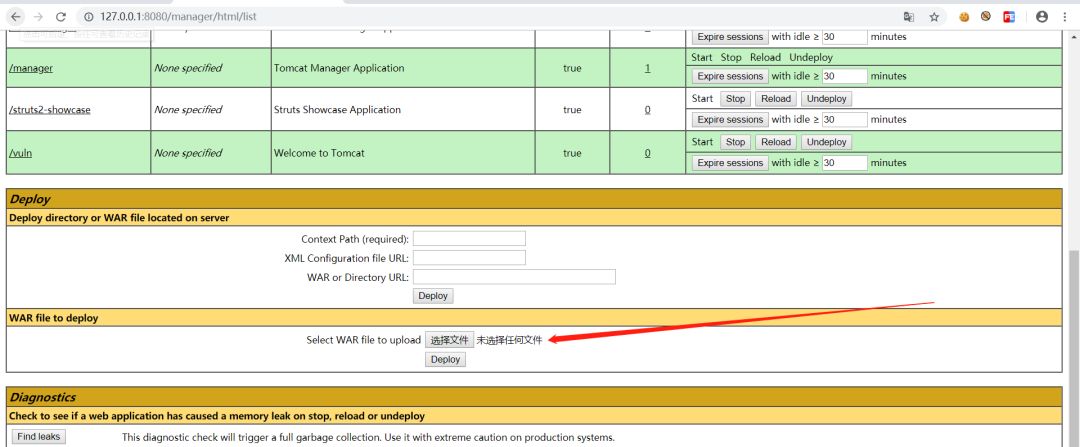 127.0.0.1:8080/manager/html/list
Expire sessions with idle ≥ 30 minutes
/manager None specified Tomcat Manager Application true 1 Start Stop Reload Undeploy
Expire sessions with idle ≥ 30 minutes
/struts2-showcase None specified Struts Showcase Application true 0 Start Stop Reload Undeploy
Expire sessions with idle ≥ 30 minutes
/vuln None specified Welcome to Tomcat true 0 Start Stop Reload Undeploy
Expire sessions with idle ≥ 30 minutes
Deploy
Deploy directory or WAR file located on server
Context Path (required):
XML Configuration file URL:
WAR or Directory URL:
Deploy
WAR file to deploy
Select WAR file to upload 选择文件 未选择任何文件
Deploy
Diagnostics
Check to see if a web application has caused a memory leak on stop, reload or undeploy
Find leaks This diagnostic check will trigger a full garbage collection. Use it with extreme caution on production systems.